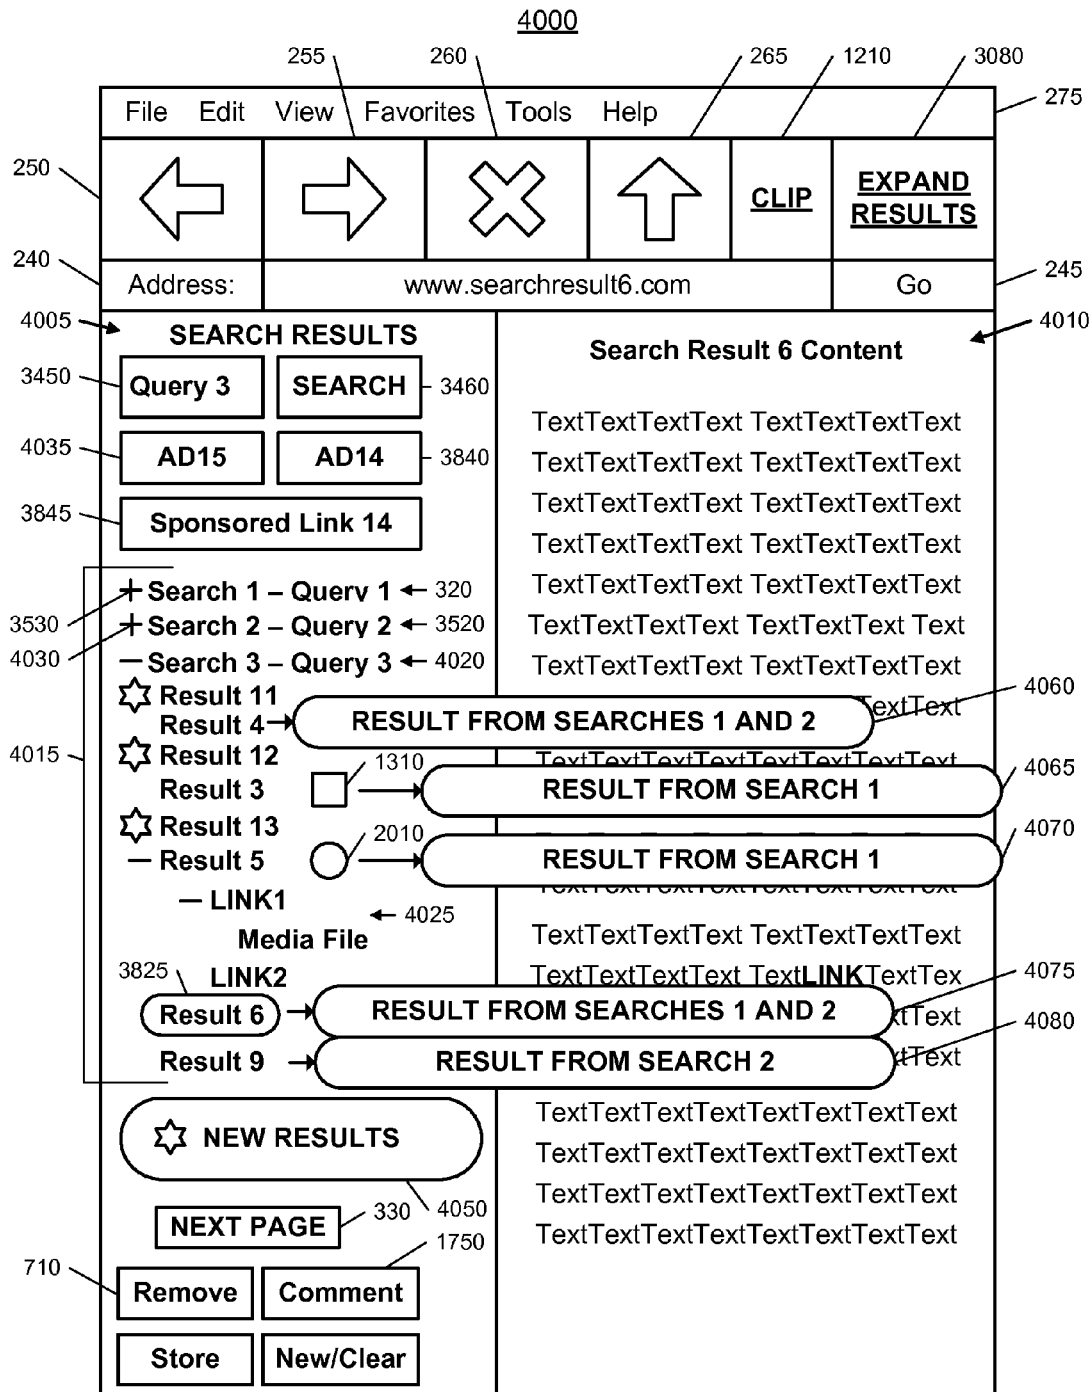 4000
255 260 265 1210 3080
File Edit View Favorites Tools Help 275
250 CLIP EXPAND
RESULTS
240 Address: www.searchresult6.com Go 245
4005 SEARCH RESULTS
4010
Search Result 6 Content
3450 Query 3 SEARCH 3460
TextTextTextText TextTextTextText
4035 AD15 AD14 3840
TextTextTextText TextTextTextText
3845 Sponsored Link 14
TextTextTextText TextTextTextText
TextTextTextText TextTextTextText
3530 Search 1 – Query 1 320
TextTextTextText TextTextTextText
4030 Search 2 – Query 2 3520
TextTextTextText TextTextText Text
Search 3 – Query 3 4020
TextTextTextText TextTextTextText
Result 11
4060
Result 4 RESULT FROM SEARCHES 1 AND 2
4015
Result 12
TextTextTextText TextTextTextText
Result 3 1310 RESULT FROM SEARCH 1 4065
Result 13
Result 5 2010 RESULT FROM SEARCH 1 4070
LINK1
4025
Media File
TextTextTextText TextTextTextText
3825 LINK2
TextTextTextText TextLINKTextTex
Result 6 RESULT FROM SEARCHES 1 AND 2 4075
Result 9 RESULT FROM SEARCH 2 4080
TextTextTextTextTextTextTextText
NEW RESULTS 4050
TextTextTextTextTextTextTextText
TextTextTextTextTextTextTextText
NEXT PAGE 330
TextTextTextTextTextTextTextText
710 Remove Comment 1750
Store New/Clear